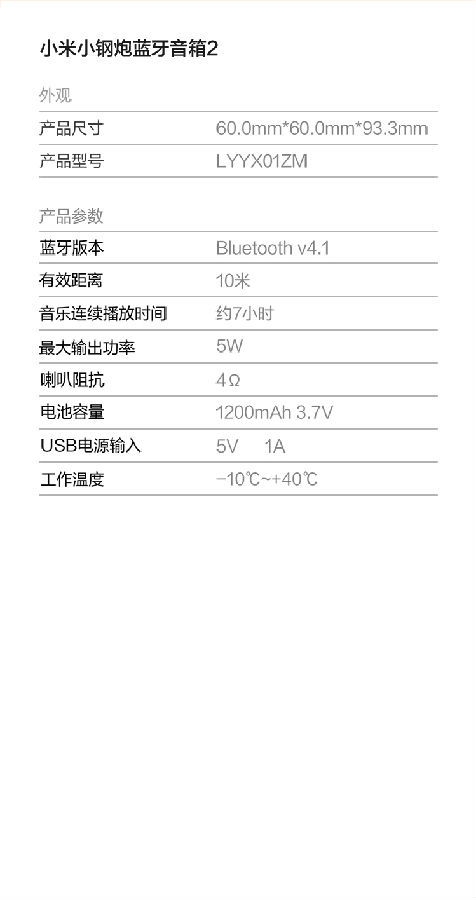 小米小钢炮蓝牙音箱2
外观
产品尺寸 60.0mm*60.0mm*93.3mm
产品型号 LYYX01ZM
产品参数
蓝牙版本 Bluetooth v4.1
有效距离 10米
音乐连续播放时间 约7小时
最大输出功率 5W
喇叭阻抗 4Ω
电池容量 1200mAh 3.7V
USB电源输入 5V 1A
工作温度 -10℃~+40℃